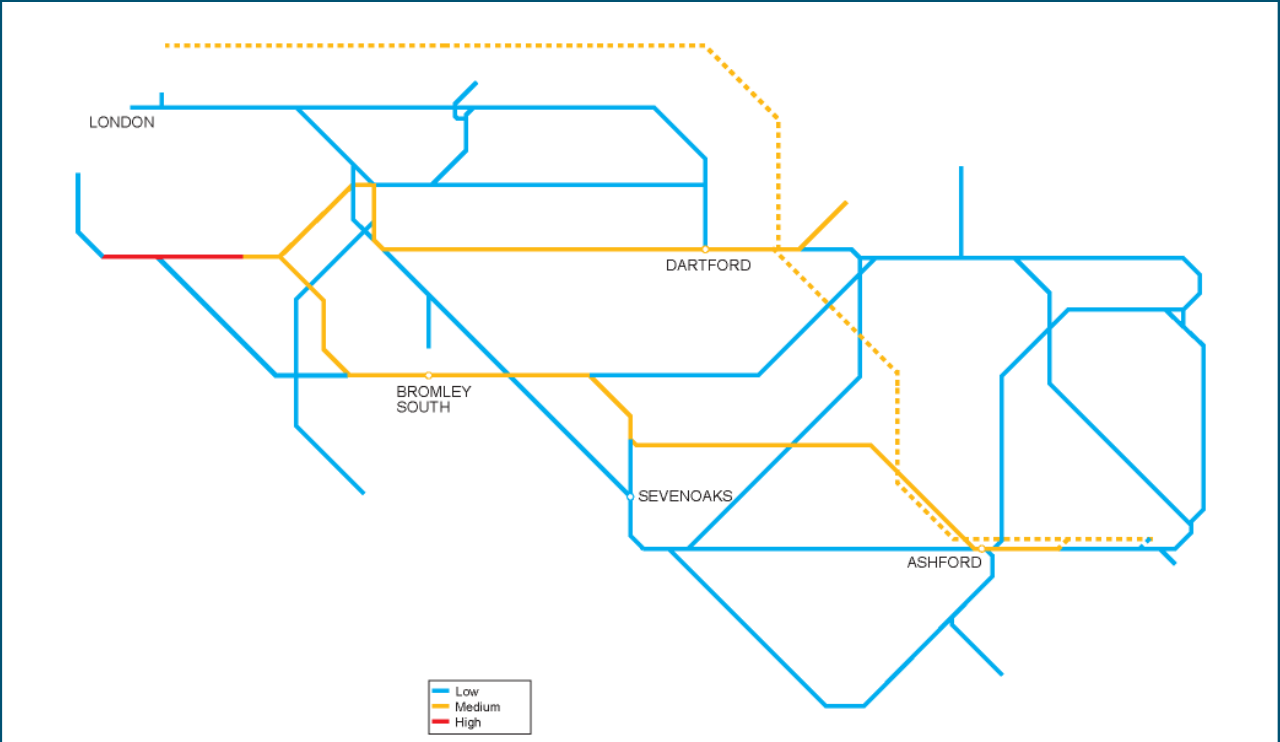 LONDON
DARTFORD
BROMLEY
SOUTH
SEVENOAKS
ASHFORD
Low
Medium
High